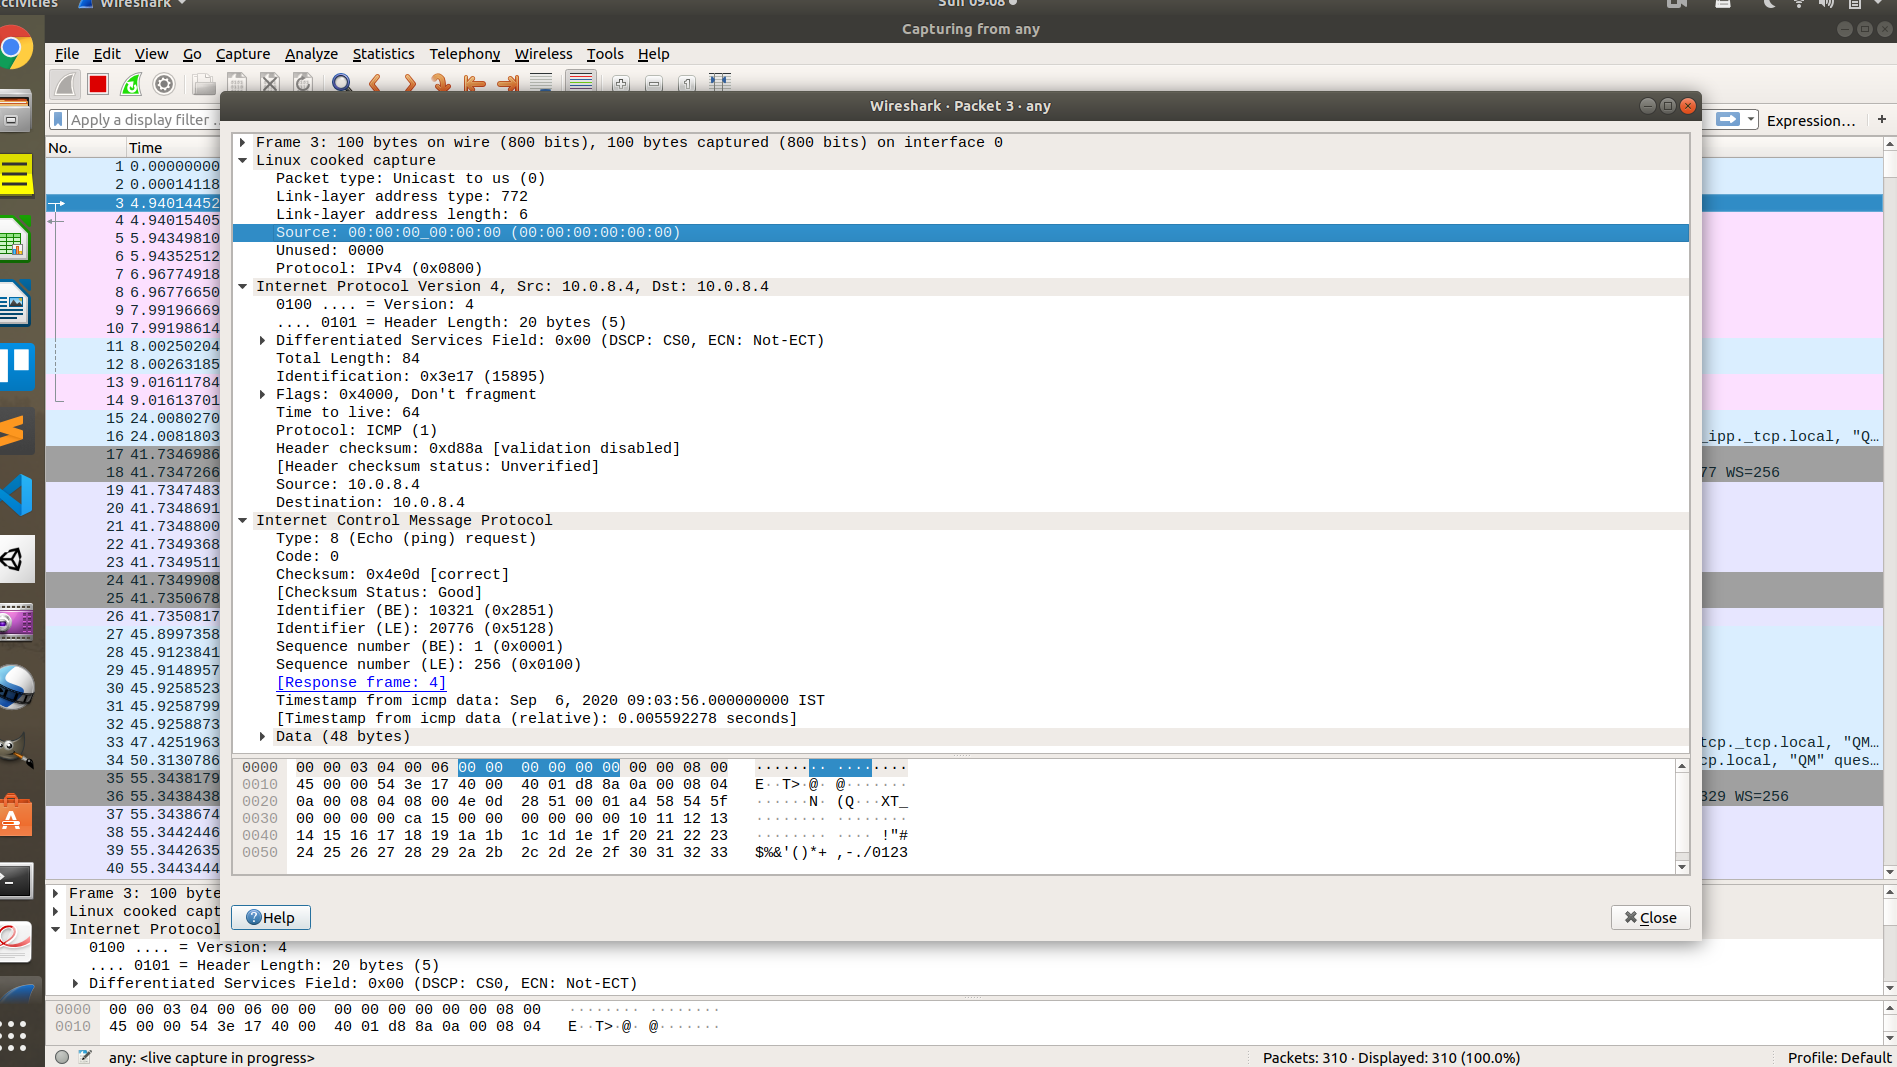 ctivities
Wireshark
Sun 09:08
Capturing from any
File Edit View Go Capture Analyze Statistics Telephony Wireless Tools Help
Apply a display filter
Expression…
+
Wireshark · Packet 3 · any
No. Time
1 0.00000000
2 0.00014118
3 4.94014452
4 4.94015405
5 5.94349810
6 5.94352512
7 6.96774918
8 6.96776650
9 7.99196669
10 7.99198614
11 8.00250204
12 8.00263185
13 9.01611784
14 9.01613701
15 24.0080270
16 24.0081803
17 41.7346986
18 41.7347266
19 41.7347483
20 41.7348691
21 41.7348800
22 41.7349368
23 41.7349511
24 41.7349908
25 41.7350678
26 41.7350817
27 45.8997358
28 45.9123841
29 45.9148957
30 45.9258523
31 45.9258799
32 45.9258873
33 47.4251963
34 50.3130786
35 55.3438179
36 55.3438438
37 55.3438674
38 55.3442446
39 55.3442635
40 55.3443444
Frame 3: 100 bytes on wire (800 bits), 100 bytes captured (800 bits) on interface 0
Linux cooked capture
Packet type: Unicast to us (0)
Link-layer address type: 772
Link-layer address length: 6
Source: 00:00:00_00:00:00 (00:00:00:00:00:00)
Unused: 0000
Protocol: IPv4 (0x0800)
Internet Protocol Version 4, Src: 10.0.8.4, Dst: 10.0.8.4
0100 .... = Version: 4
.... 0101 = Header Length: 20 bytes (5)
Differentiated Services Field: 0x00 (DSCP: CS0, ECN: Not-ECT)
Total Length: 84
Identification: 0x3e17 (15895)
Flags: 0x4000, Don't fragment
Time to live: 64
Protocol: ICMP (1)
Header checksum: 0xd88a [validation disabled]
[Header checksum status: Unverified]
Source: 10.0.8.4
Destination: 10.0.8.4
Internet Control Message Protocol
Type: 8 (Echo (ping) request)
Code: 0
Checksum: 0x4e0d [correct]
[Checksum Status: Good]
Identifier (BE): 10321 (0x2851)
Identifier (LE): 20776 (0x5128)
Sequence number (BE): 1 (0x0001)
Sequence number (LE): 256 (0x0100)
[Response frame: 4]
Timestamp from icmp data: Sep  6, 2020 09:03:56.000000000 IST
[Timestamp from icmp data (relative): 0.005592278 seconds]
Data (48 bytes)
_ipp._tcp.local, "Q…
77 WS=256
tcp._tcp.local, "QM…
cp.local, "QM" ques…
329 WS=256
0000 00 00 03 04 00 06 00 00 00 00 00 00 00 00 08 00 ········ ········
0010 45 00 00 54 3e 17 40 00 40 01 d8 8a 0a 00 08 04 E··T>·@· @·······
0020 0a 00 08 04 08 00 4e 0d 28 51 00 01 a4 58 54 5f ······N· (Q···XT_
0030 00 00 00 00 ca 15 00 00 00 00 00 00 10 11 12 13 ········ ········
0040 14 15 16 17 18 19 1a 1b 1c 1d 1e 1f 20 21 22 23 ········ ···· !"#
0050 24 25 26 27 28 29 2a 2b 2c 2d 2e 2f 30 31 32 33 $%&'()*+ ,-./0123
Help
Close
Frame 3: 100 byte
Linux cooked capt
Internet Protocol
0100 .... = Version: 4
.... 0101 = Header Length: 20 bytes (5)
Differentiated Services Field: 0x00 (DSCP: CS0, ECN: Not-ECT)
0000 00 00 03 04 00 06 00 00 00 00 00 00 00 00 08 00 ········ ········
0010 45 00 00 54 3e 17 40 00 40 01 d8 8a 0a 00 08 04 E··T>·@· @·······
any: <live capture in progress>
Packets: 310 · Displayed: 310 (100.0%)
Profile: Default